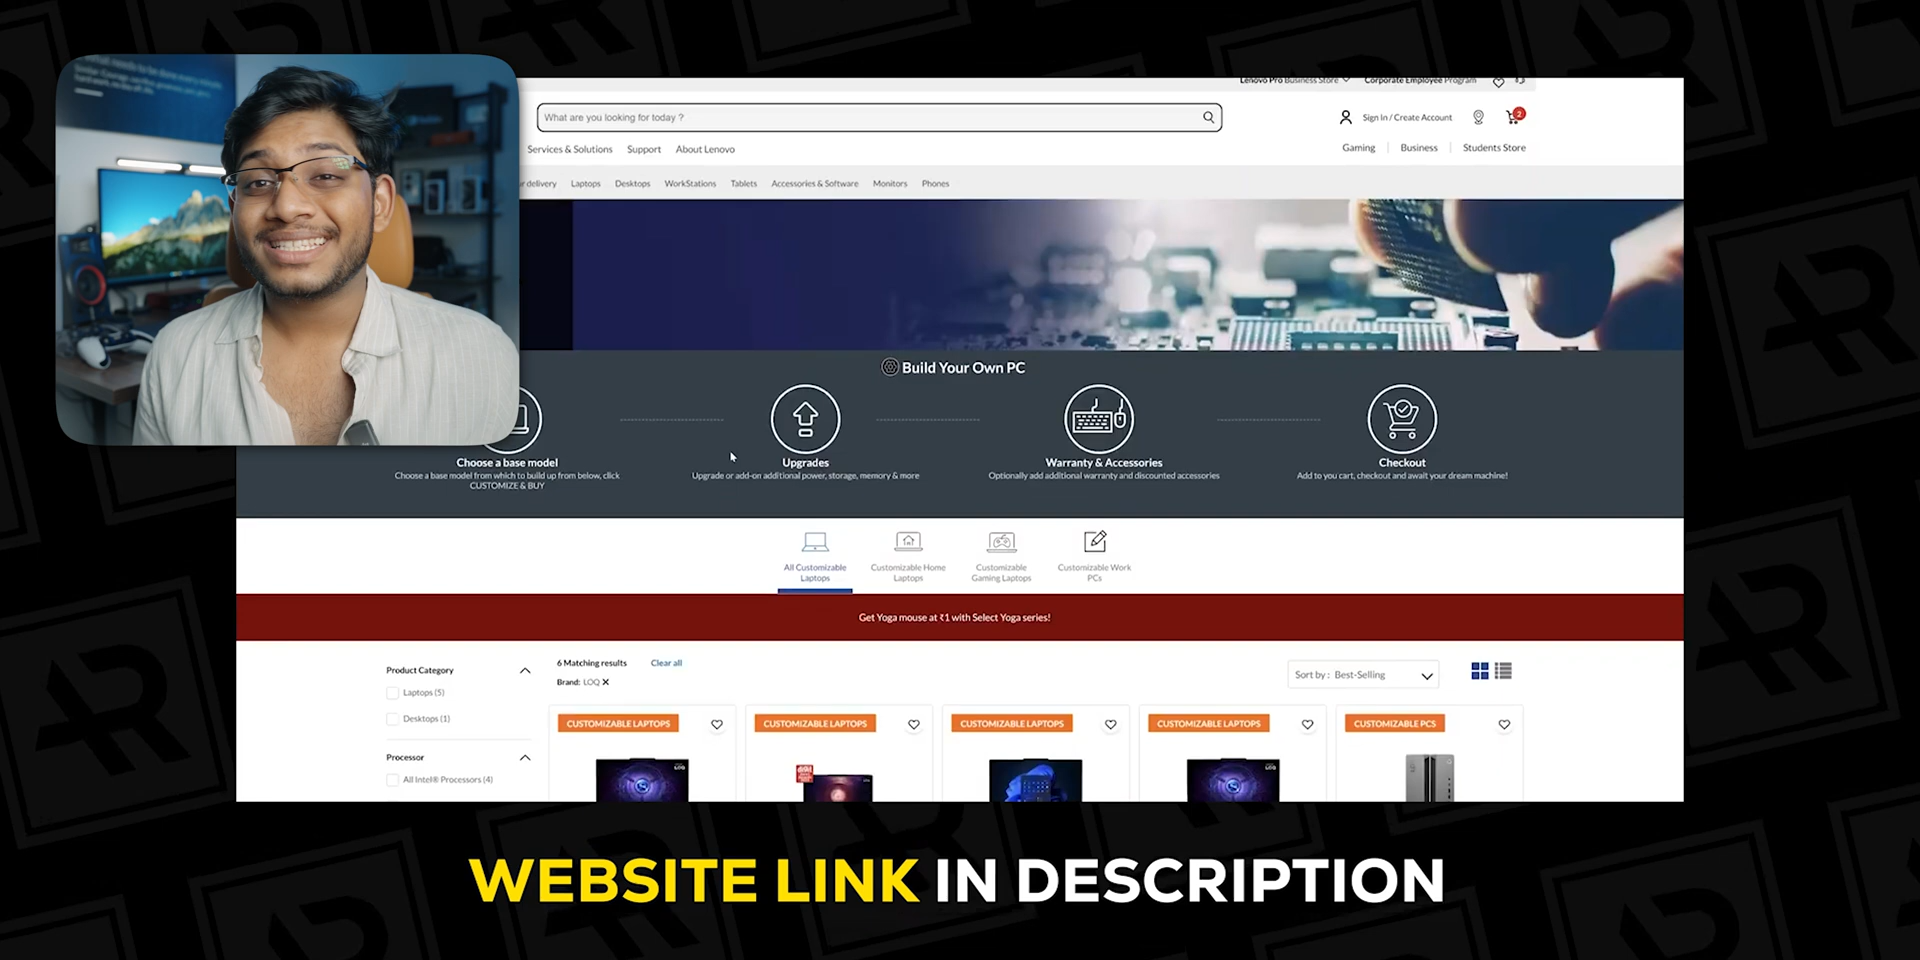 Lenovo Pro Business Store
Corporate Employee Program
What are you looking for today ?
Sign In / Create Account
2
Services & Solutions
Support
About Lenovo
Gaming
Business
Students Store
delivery
Laptops
Desktops
WorkStations
Tablets
Accessories & Software
Monitors
Phones
Build Your Own PC
Choose a base model
Choose a base model from which to build up from below, click
CUSTOMIZE & BUY
Upgrades
Upgrade or add-on additional power, storage, memory & more
Warranty & Accessories
Optionally add additional warranty and discounted accessories
Checkout
Add to you cart, checkout and await your dream machine!
All Customizable
Laptops
Customizable Home
Laptops
Customizable
Gaming Laptops
Customizable Work
PCs
Get Yoga mouse at ₹1 with Select Yoga series!
Product Category
Laptops (5)
Desktops (1)
Processor
All Intel® Processors (4)
6 Matching results
Clear all
Brand: LOQ X
Sort by : Best-Selling
CUSTOMIZABLE LAPTOPS
CUSTOMIZABLE LAPTOPS
CUSTOMIZABLE LAPTOPS
CUSTOMIZABLE LAPTOPS
CUSTOMIZABLE PCS
WEBSITE LINK IN DESCRIPTION